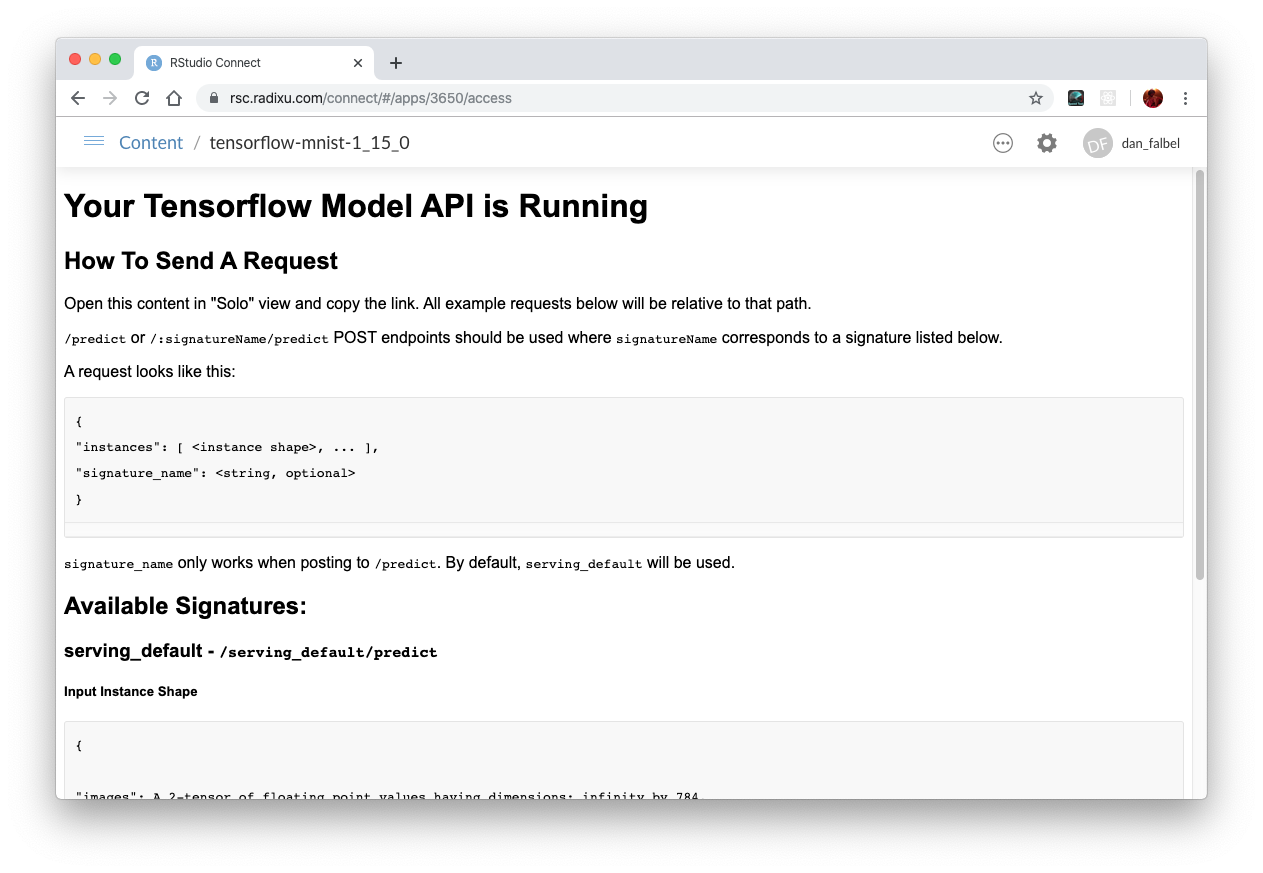 RStudio Connect
rsc.radixu.com/connect/#/apps/3650/access
Content / tensorflow-mnist-1_15_0
DF dan_falbel
Your Tensorflow Model API is Running
How To Send A Request
Open this content in "Solo" view and copy the link. All example requests below will be relative to that path.
/predict or /:signatureName/predict POST endpoints should be used where signatureName corresponds to a signature listed below.
A request looks like this:
{
"instances": [ <instance shape>, ... ],
"signature_name": <string, optional>
}
signature_name only works when posting to /predict. By default, serving_default will be used.
Available Signatures:
serving_default - /serving_default/predict
Input Instance Shape
{
"images": A 2-tensor of floating point values having dimensions: infinity by 784.